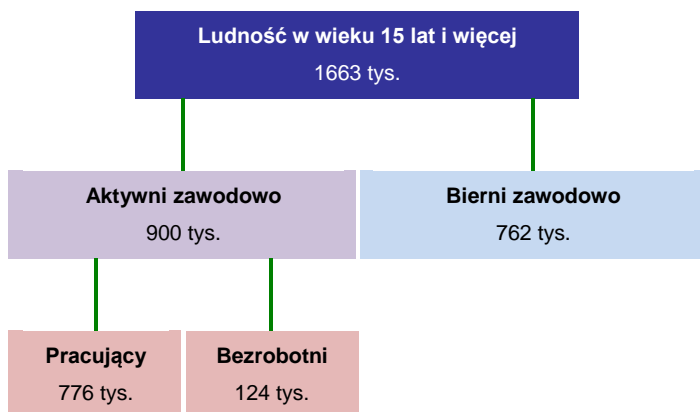 Ludność w wieku 15 lat i więcej
1663 tys.
Aktywni zawodowo
900 tys.
Bierni zawodowo
762 tys.
Pracujący
776 tys.
Bezrobotni
124 tys.